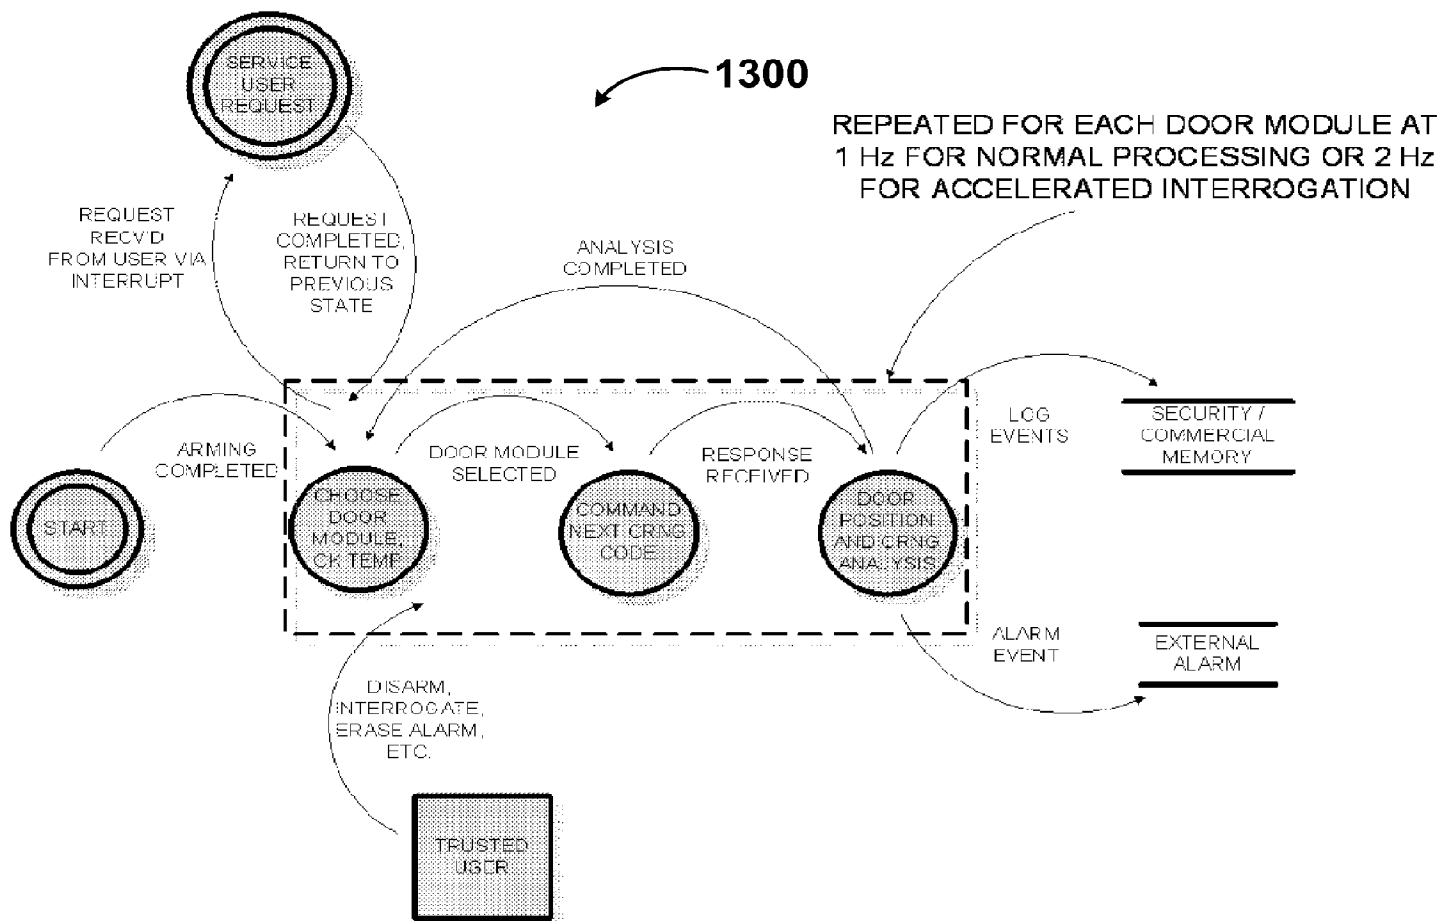 SERVICE
USER
REQUEST
1300
REPEATED FOR EACH DOOR MODULE AT
1 Hz FOR NORMAL PROCESSING OR 2 Hz
FOR ACCELERATED INTERROGATION
REQUEST
RECV'D
FROM USER VIA
INTERRUPT
REQUEST
COMPLETED,
RETURN TO
PREVIOUS
STATE
ANALYSIS
COMPLETED
ARMING
COMPLETED
DOOR MODULE
SELECTED
RESPONSE
RECEIVED
LOG
EVENTS
SECURITY /
COMMERCIAL
MEMORY
START
CHOOSE
DOOR
MODULE,
CK TEMP
COMMAND
NEXT CRNG
CODE
DOOR
POSITION
AND CRNG
ANALYSIS
ALARM
EVENT
EXTERNAL
ALARM
DISARM,
INTERROGATE,
ERASE ALARM,
ETC.
TRUSTED
USER